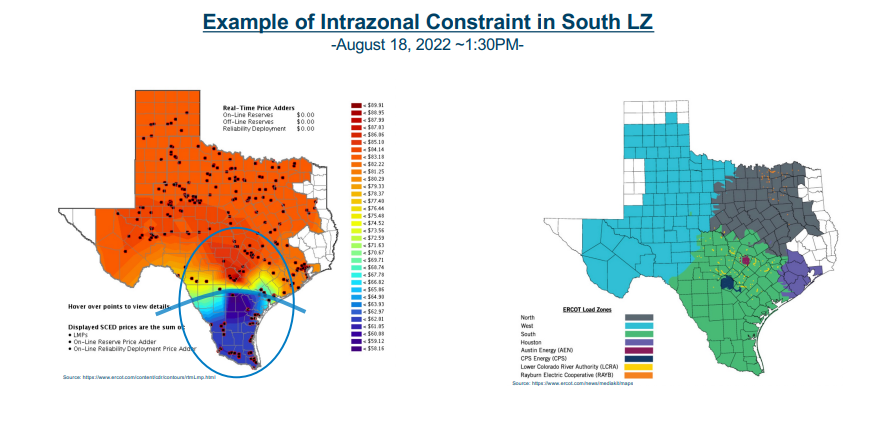 Example of Intrazonal Constraint in South LZ
-August 18, 2022 ~1:30PM-
Real-Time Price Adders
On-Line Reserves $0.00
Off-Line Reserves $0.00
Reliability Deployment $0.00
< $89.91
< $88.95
< $87.99
< $87.03
< $86.06
< $85.10
< $84.14
< $83.18
< $82.22
< $81.25
< $80.29
< $79.33
< $78.37
< $77.40
< $76.44
< $75.48
< $74.52
< $73.56
< $72.59
< $71.63
< $70.67
< $69.71
< $68.74
< $67.78
< $66.82
< $65.86
< $64.90
< $63.93
< $62.97
< $62.01
< $61.05
< $60.08
< $59.12
< $58.16
Hover over points to view details
Displayed SCED prices are the sum o
• LMPs
• On-Line Reserve Price Adder
• On-Line Reliability Deployment Price Adder
Source: https://www.ercot.com/content/cdr/contours/rtmLmp.html
ERCOT Load Zones
North
West
South
Houston
Austin Energy (AEN)
CPS Energy (CPS)
Lower Colorado River Authority (LCRA)
Rayburn Electric Cooperative (RAYB)
Source: https://www.ercot.com/news/mediakit/maps